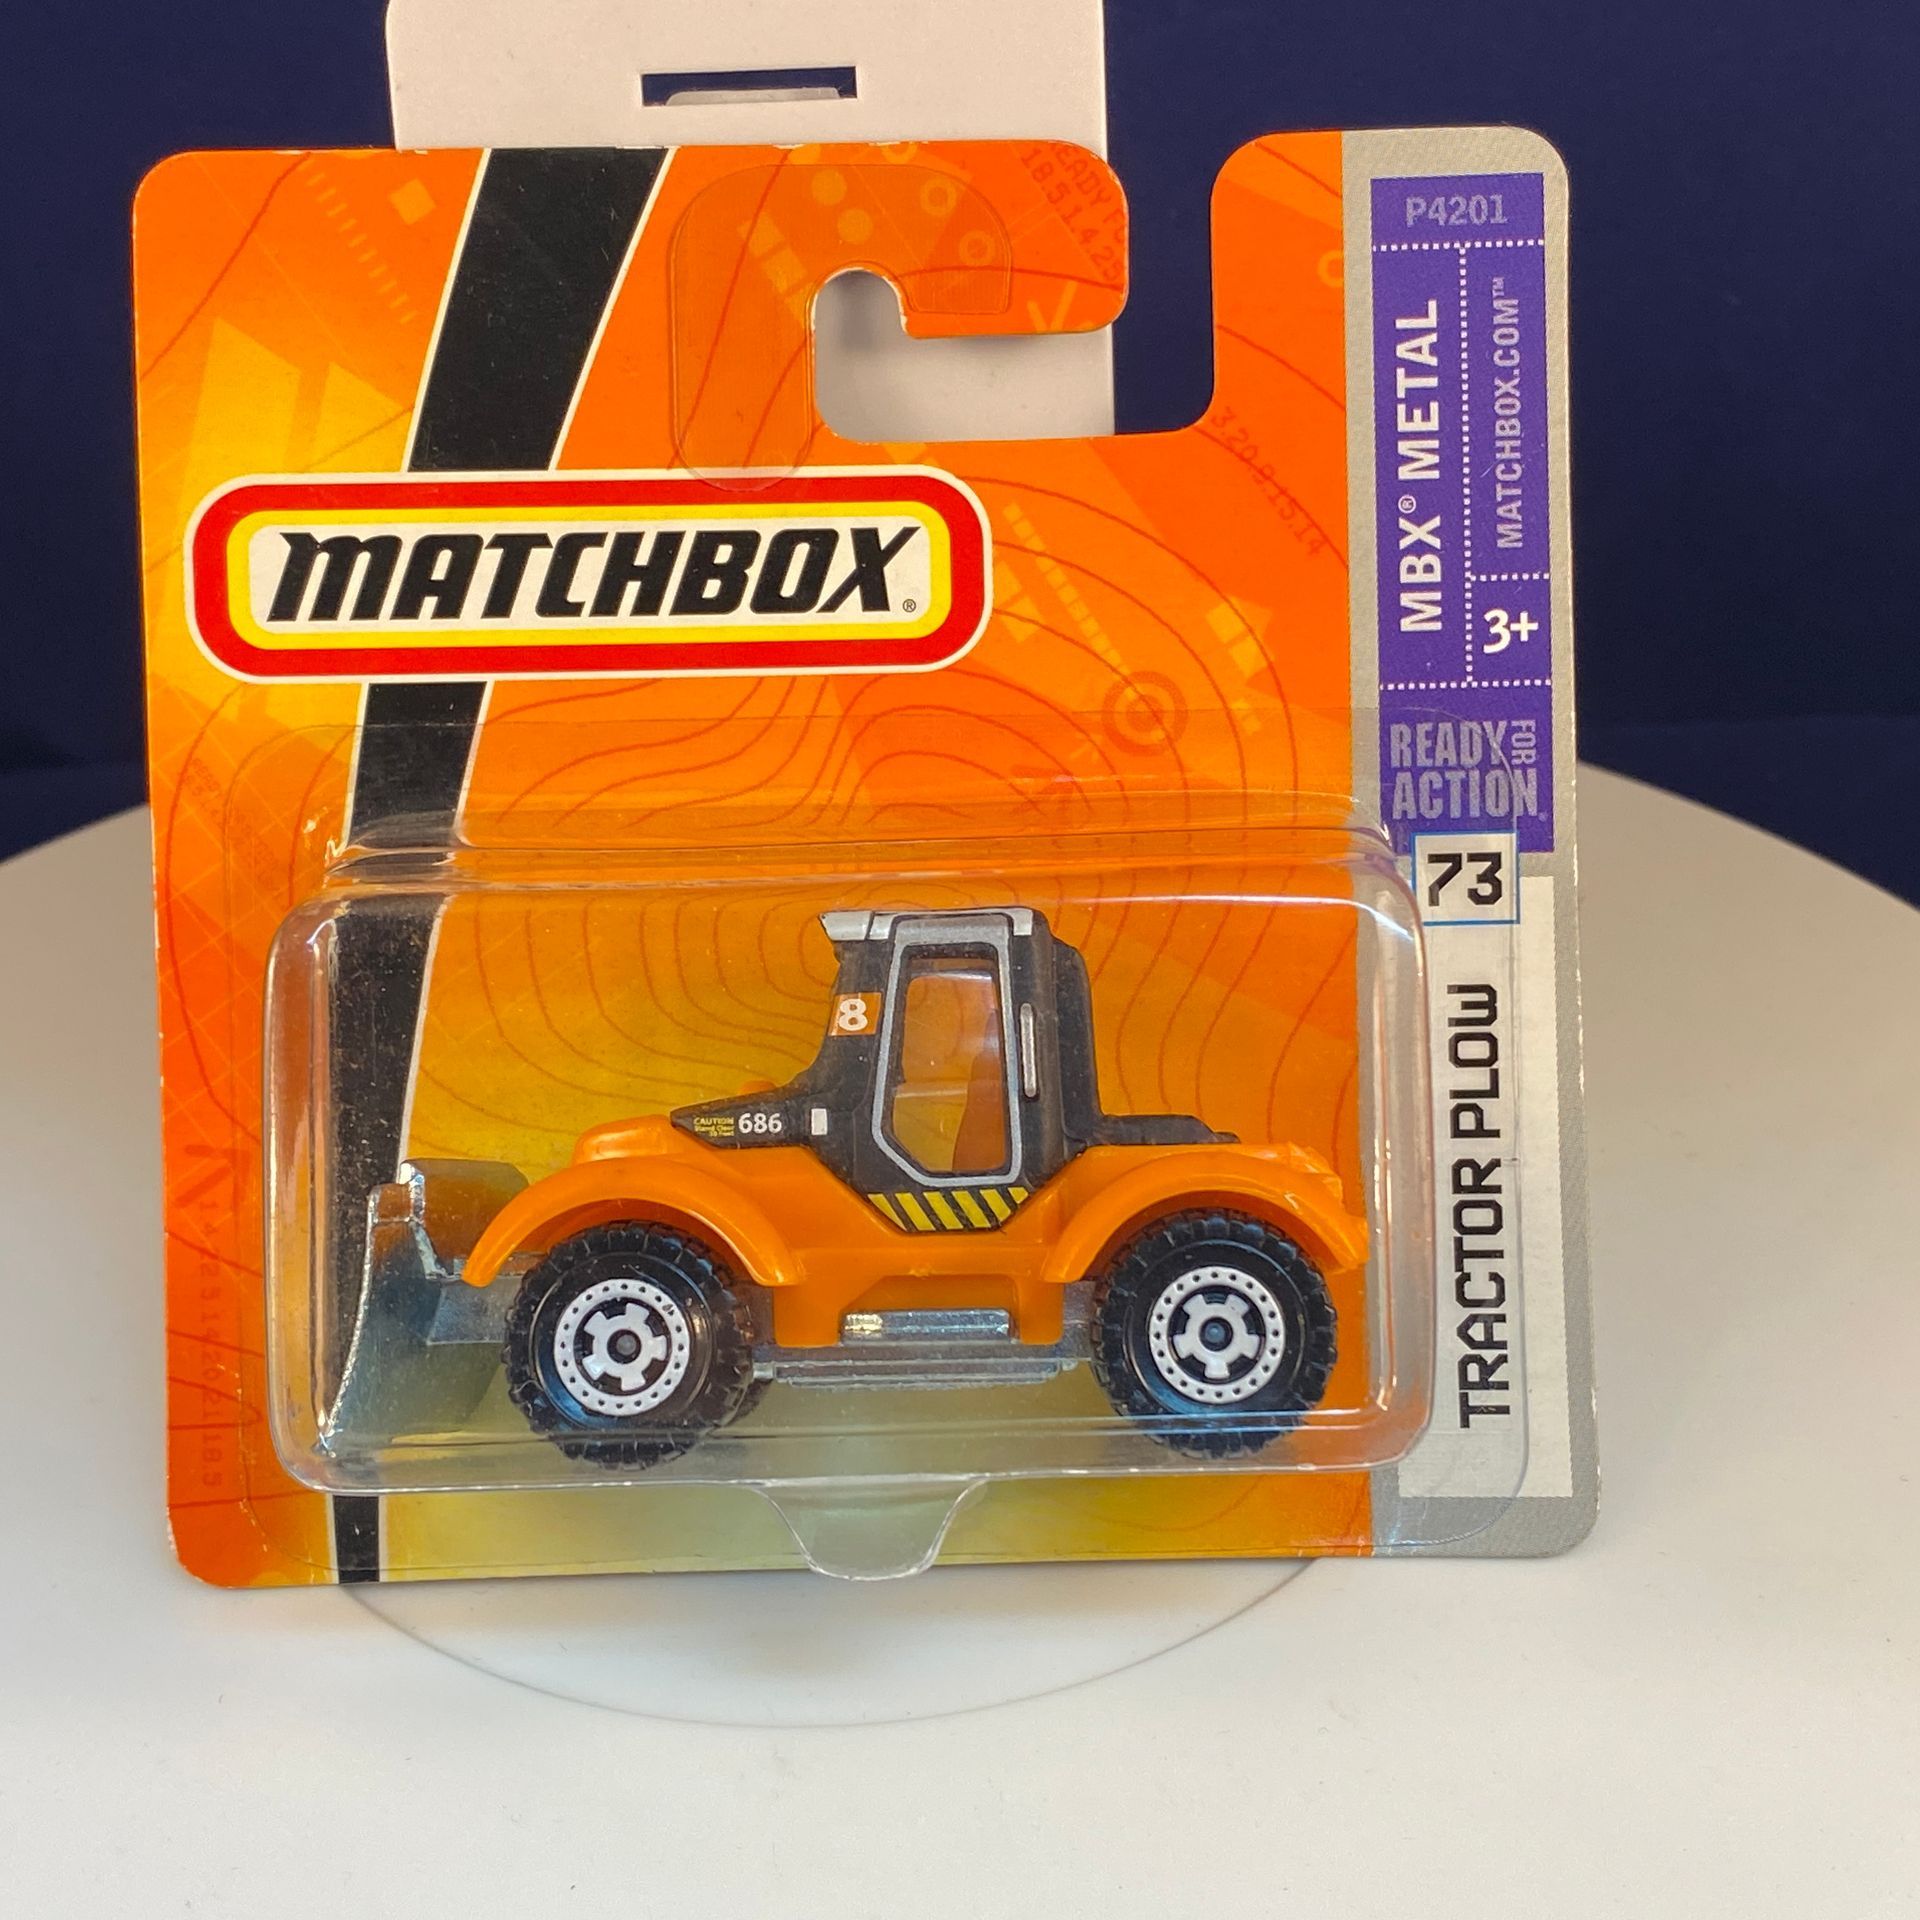 P4201
MATCHBOX®
MBX® METAL
MATCHBOX.COM™
3+
READY FOR ACTION
73
TRACTOR PLOW
8
CAUTION
686